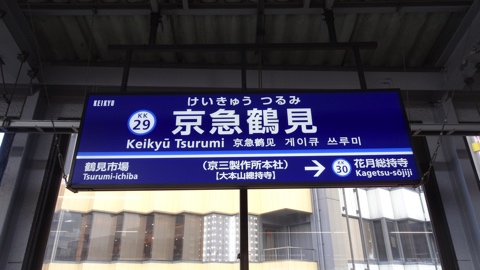 KEIKYU
けいきゅう つるみ
KK 29
京急鶴見
Keikyū Tsurumi 京急鹤见 게이큐 쓰루미
鶴見市場
Tsurumi-ichiba
(京三製作所本社)
【大本山總持寺】
→
KK 30
花月総持寺
Kagetsu-sōjiji